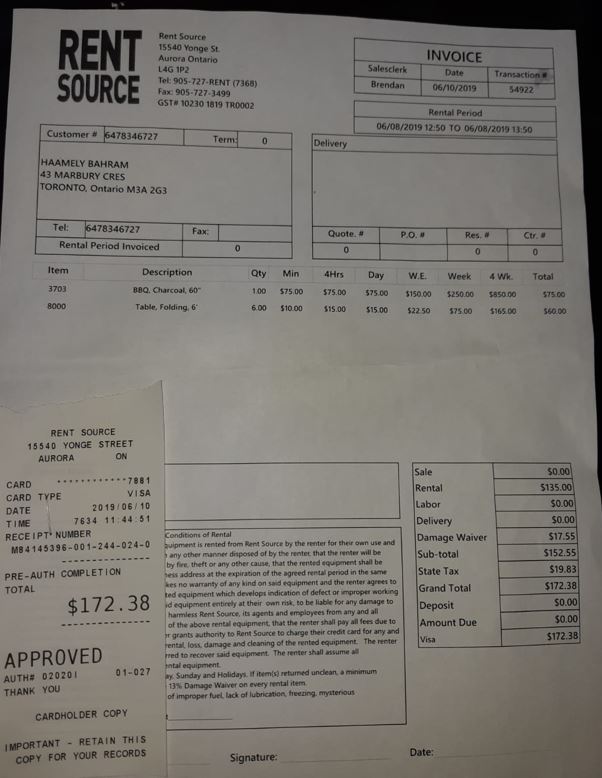 RENT
SOURCE
Rent Source
15540 Yonge St.
Aurora Ontario
L4G 1P2
Tel: 905-727-RENT (7368)
Fax: 905-727-3499
GST# 10230 1819 TR0002
INVOICE
Salesclerk Date Transaction #
Brendan 06/10/2019 54922
Rental Period
06/08/2019 12:50 TO 06/08/2019 13:50
Customer # 6478346727 Term: 0
HAAMELY BAHRAM
43 MARBURY CRES
TORONTO, Ontario M3A 2G3
Tel: 6478346727 Fax:
Rental Period Invoiced 0
Delivery
Quote. # P.O. # Res. # Ctr. #
0 0 0
Item Description Qty Min 4Hrs Day W.E. Week 4 Wk. Total
3703 BBQ, Charcoal, 60" 1.00 $75.00 $75.00 $75.00 $150.00 $250.00 $850.00 $75.00
8000 Table, Folding, 6' 6.00 $10.00 $15.00 $15.00 $22.50 $75.00 $165.00 $60.00
RENT SOURCE
15540 YONGE STREET
AURORA ON
CARD ************7881
CARD TYPE VISA
DATE 2019/06/10
TIME 7634 11:44:51
RECEIPT NUMBER
M84145396-001-244-024-0
PRE-AUTH COMPLETION
TOTAL
$172.38
APPROVED
AUTH# 020201 01-027
THANK YOU
CARDHOLDER COPY
IMPORTANT - RETAIN THIS
COPY FOR YOUR RECORDS
Conditions of Rental
quipment is rented from Rent Source by the renter for their own use and
any other manner disposed of by the renter, that the renter will be
by fire, theft or any other cause, that the rented equipment shall be
ess address at the expiration of the agreed rental period in the same
kes no warranty of any kind on said equipment and the renter agrees to
ted equipment which develops indication of defect or improper working
id equipment entirely at their own risk, to be liable for any damage to
harmless Rent Source, its agents and employees from any and all
of the above rental equipment, that the renter shall pay all fees due to
r grants authority to Rent Source to charge their credit card for any and
rental, loss, damage and cleaning of the rented equipment. The renter
rred to recover said equipment. The renter shall assume all
ntal equipment.
ay, Sunday and Holidays. If item(s) returned unclean, a minimum
13% Damage Waiver on every rental item.
of improper fuel, lack of lubrication, freezing, mysterious
Sale $0.00
Rental $135.00
Labor $0.00
Delivery $0.00
Damage Waiver $17.55
Sub-total $152.55
State Tax $19.83
Grand Total $172.38
Deposit $0.00
Amount Due $0.00
Visa $172.38
Signature:
Date: